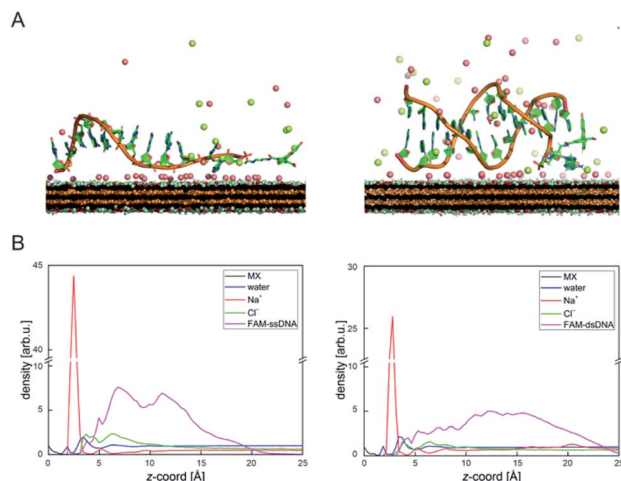 A
B
45
40
10
5
0
density [arb.u.]
MX
water
Na⁺
Cl⁻
FAM-ssDNA
0 5 10 15 20 25
z-coord [Å]
30
25
10
5
0
density [arb.u.]
MX
water
Na⁺
Cl⁻
FAM-dsDNA
0 5 10 15 20 25
z-coord [Å]